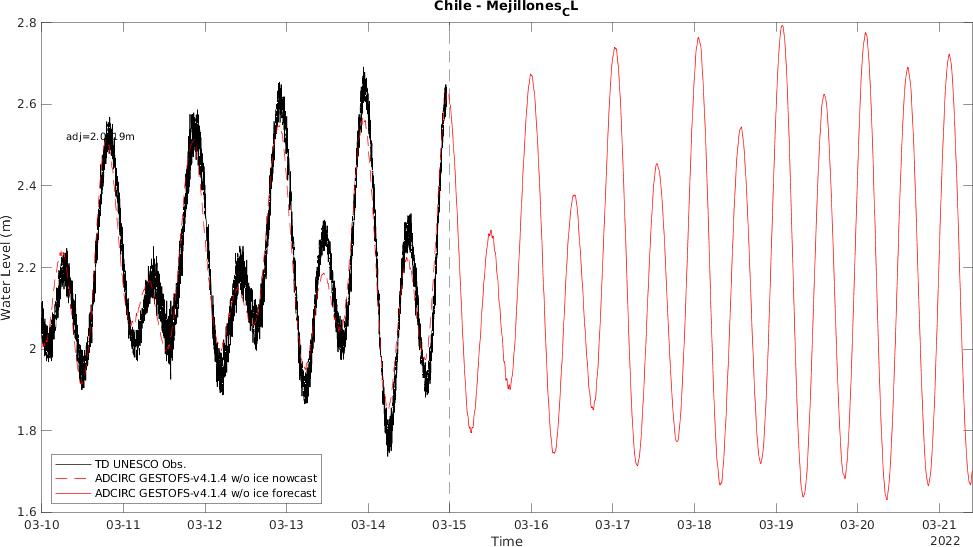 Chile - Mejillones_CL
2.8
2.6
2.4
2.2
2
1.8
1.6
Water Level (m)
TD UNESCO Obs.
ADCIRC GESTOFS-v4.1.4 w/o ice nowcast
ADCIRC GESTOFS-v4.1.4 w/o ice forecast
03-10 03-11 03-12 03-13 03-14 03-15 03-16 03-17 03-18 03-19 03-20 03-21
Time
2022